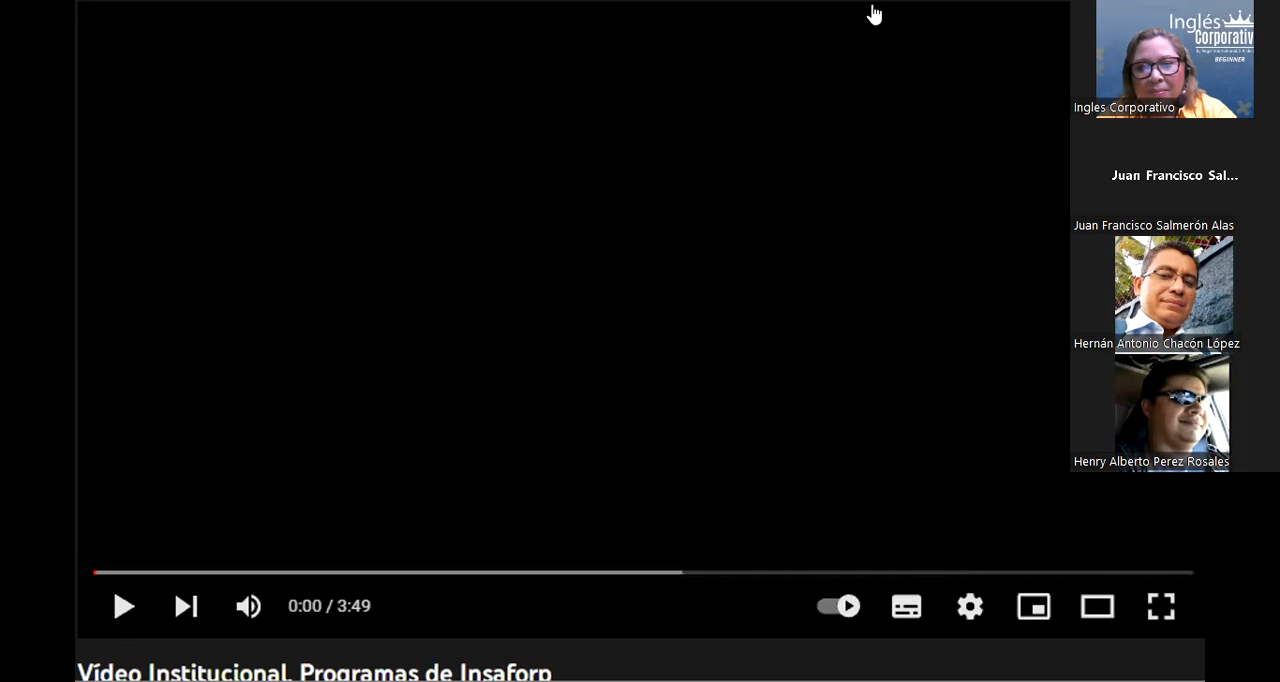 Inglés
Corporativ
BEGINNER
Ingles Corporativo
Juan Francisco Sal...
Juan Francisco Salmerón Alas
Hernán Antonio Chacón López
Henry Alberto Perez Rosales
0:00 / 3:49
Vídeo Institucional. Programas de Insaforp